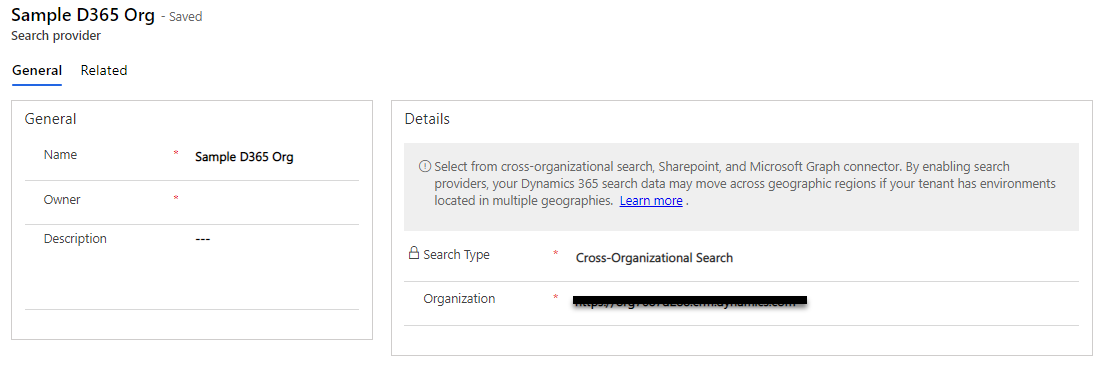 Sample D365 Org - Saved
Search provider
General Related
General
Name * Sample D365 Org
Owner *
Description ---
Details
Select from cross-organizational search, Sharepoint, and Microsoft Graph connector. By enabling search
providers, your Dynamics 365 search data may move across geographic regions if your tenant has environments
located in multiple geographies. Learn more .
Search Type * Cross-Organizational Search
Organization *